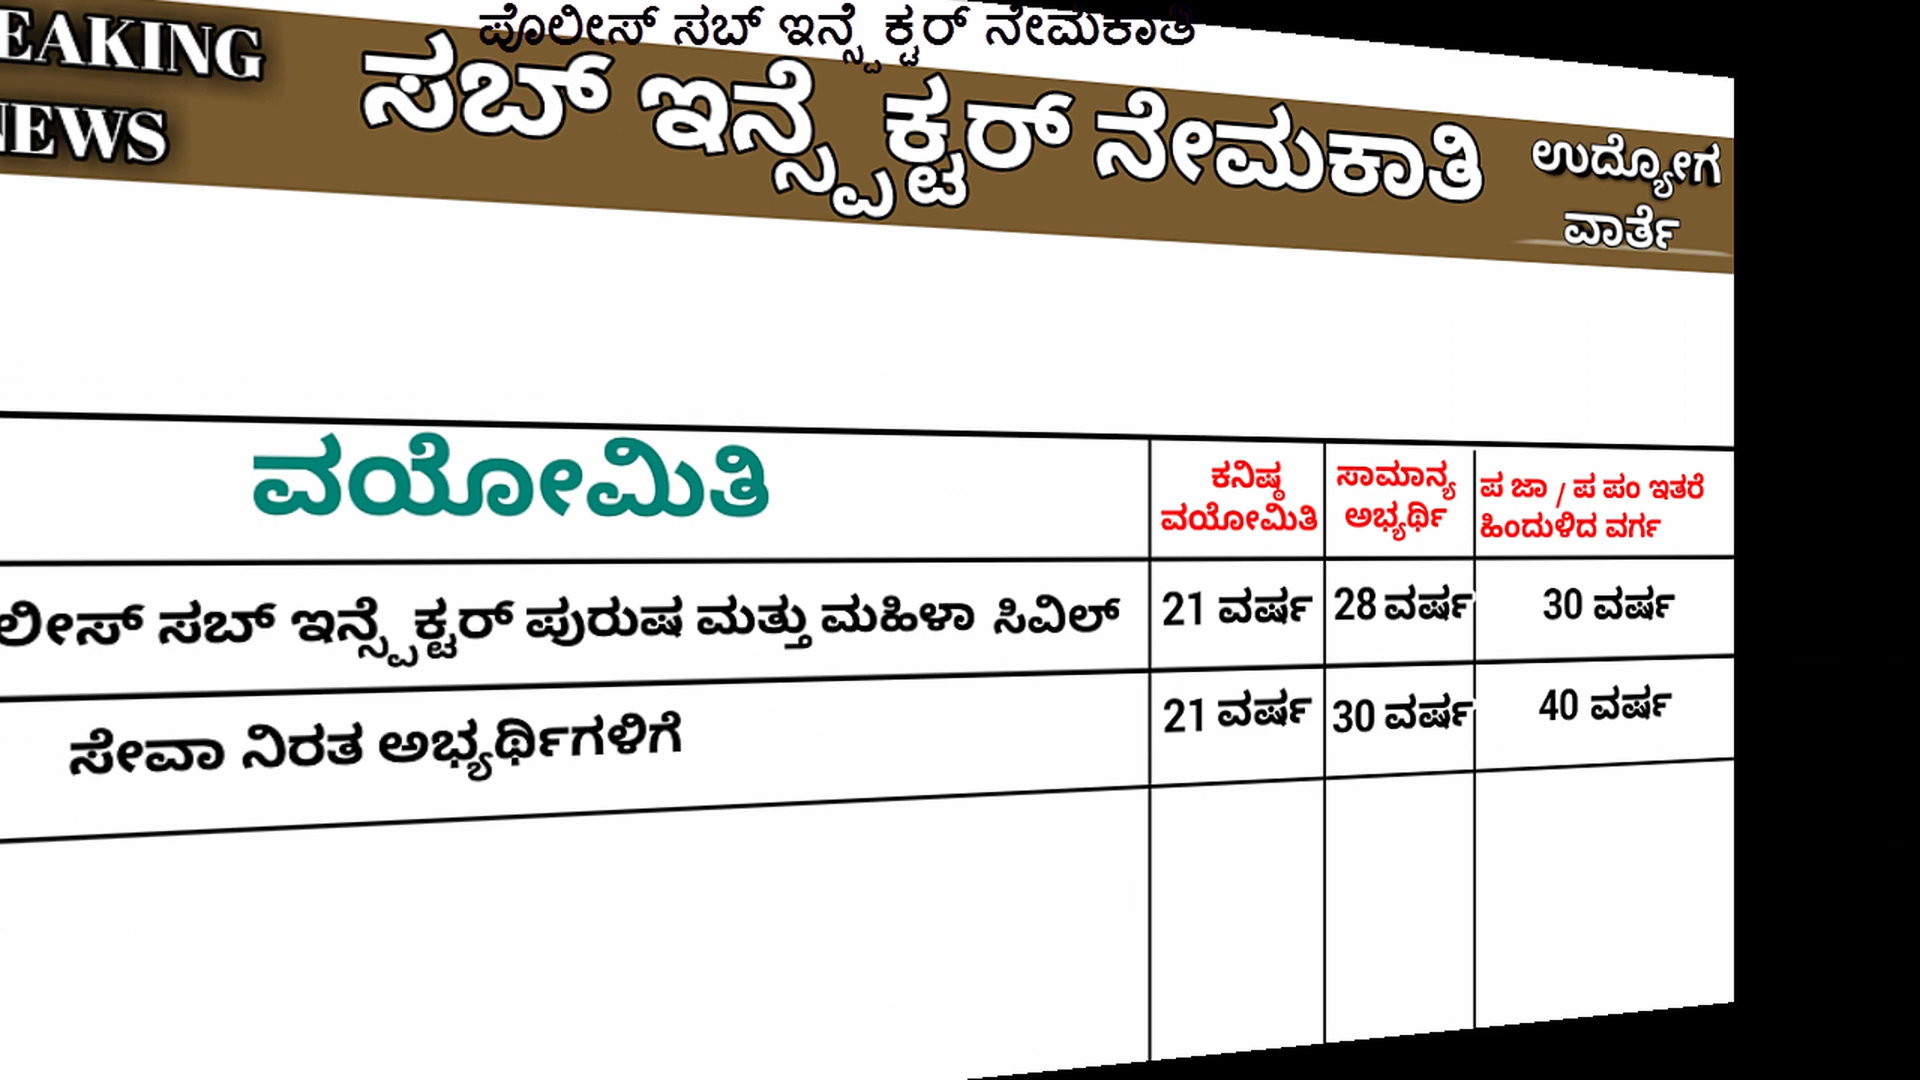 ಪೊಲೀಸ್ ಸಬ್ ಇನ್ಸ್ಪೆಕ್ಟರ್ ನೇಮಕಾತಿ
EAKING
NEWS
ಸಬ್ ಇನ್ಸ್ಪೆಕ್ಟರ್ ನೇಮಕಾತಿ
ಉದ್ಯೋಗ
ವಾರ್ತೆ
ವಯೋಮಿತಿ
ಕನಿಷ್ಠ
ವಯೋಮಿತಿ
ಸಾಮಾನ್ಯ
ಅಭ್ಯರ್ಥಿ
ಪ ಜಾ / ಪ ಪಂ ಇತರೆ
ಹಿಂದುಳಿದ ವರ್ಗ
ಲೀಸ್ ಸಬ್ ಇನ್ಸ್ಪೆಕ್ಟರ್ ಪುರುಷ ಮತ್ತು ಮಹಿಳಾ ಸಿವಿಲ್ 21 ವರ್ಷ 28 ವರ್ಷ 30 ವರ್ಷ
ಸೇವಾ ನಿರತ ಅಭ್ಯರ್ಥಿಗಳಿಗೆ 21 ವರ್ಷ 30 ವರ್ಷ 40 ವರ್ಷ